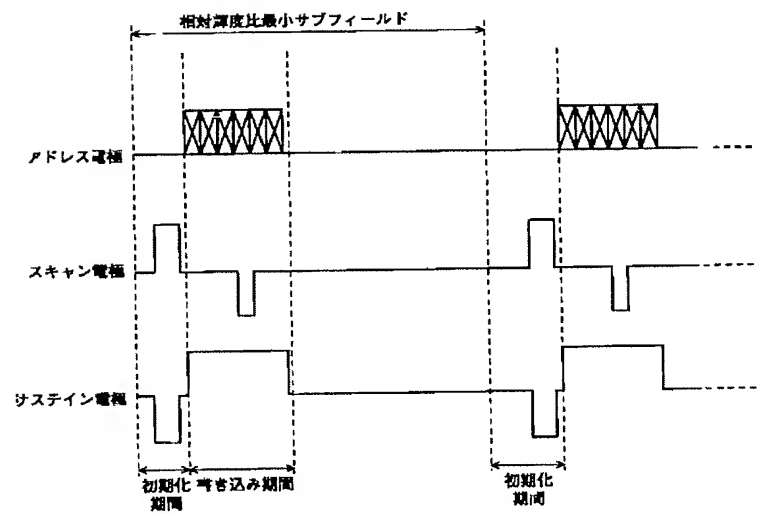 相対輝度比最小サブフィールド
アドレス電極
スキャン電極
サステイン電極
初期化
期間
書き込み期間
初期化
期間